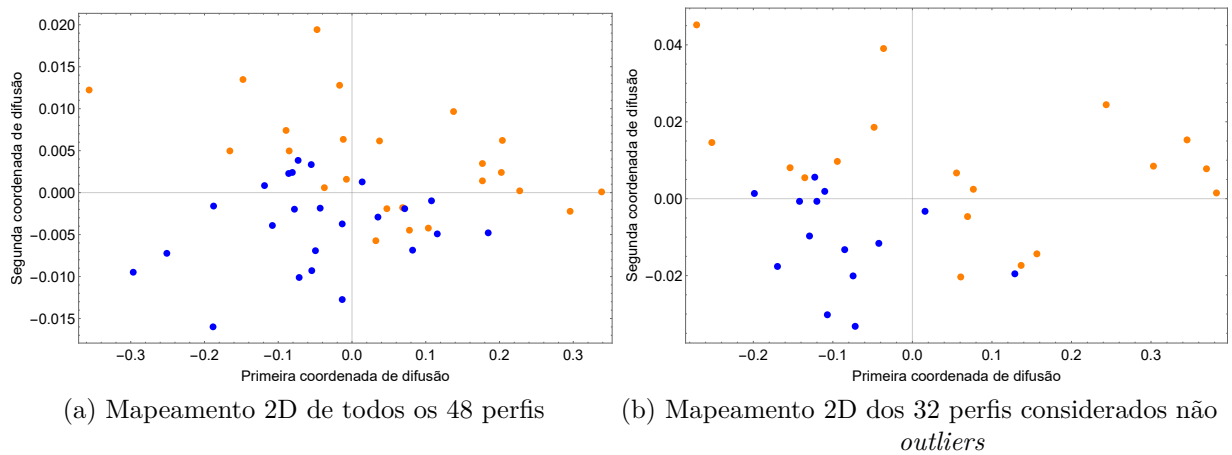 0.020
0.015
0.010
0.005
0.000
−0.005
−0.010
−0.015
Segunda coordenada de difusão
−0.3 −0.2 −0.1 0.0 0.1 0.2 0.3
Primeira coordenada de difusão
(a) Mapeamento 2D de todos os 48 perfis
0.04
0.02
0.00
−0.02
Segunda coordenada de difusão
−0.2 −0.1 0.0 0.1 0.2 0.3
Primeira coordenada de difusão
(b) Mapeamento 2D dos 32 perfis considerados não
outliers